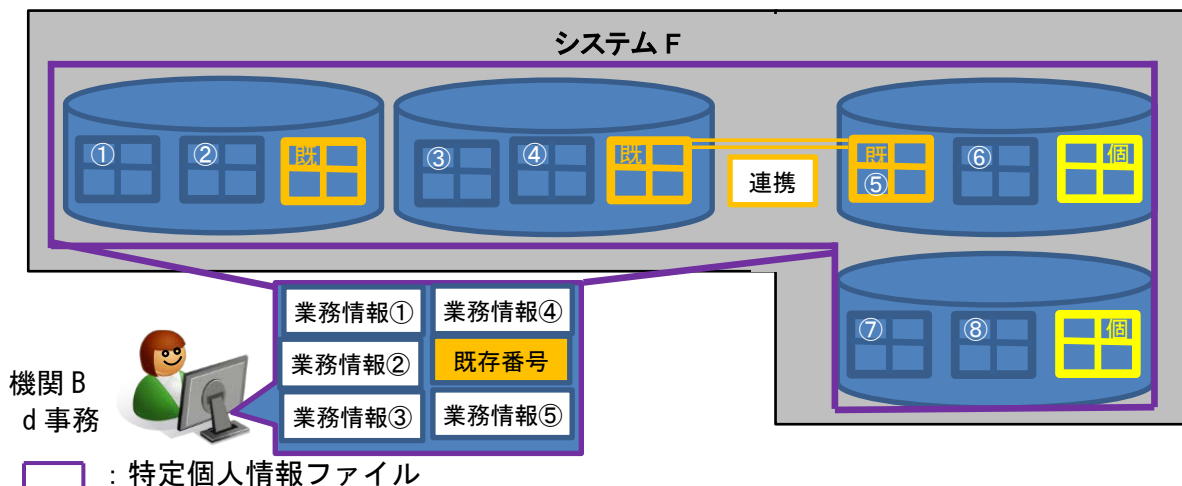 システムF
① ② 既 ③ ④ 既 連携 既 ⑤ ⑥ 個
⑦ ⑧ 個
業務情報① 業務情報④
業務情報② 既存番号
業務情報③ 業務情報⑤
機関B
d事務
：特定個人情報ファイル